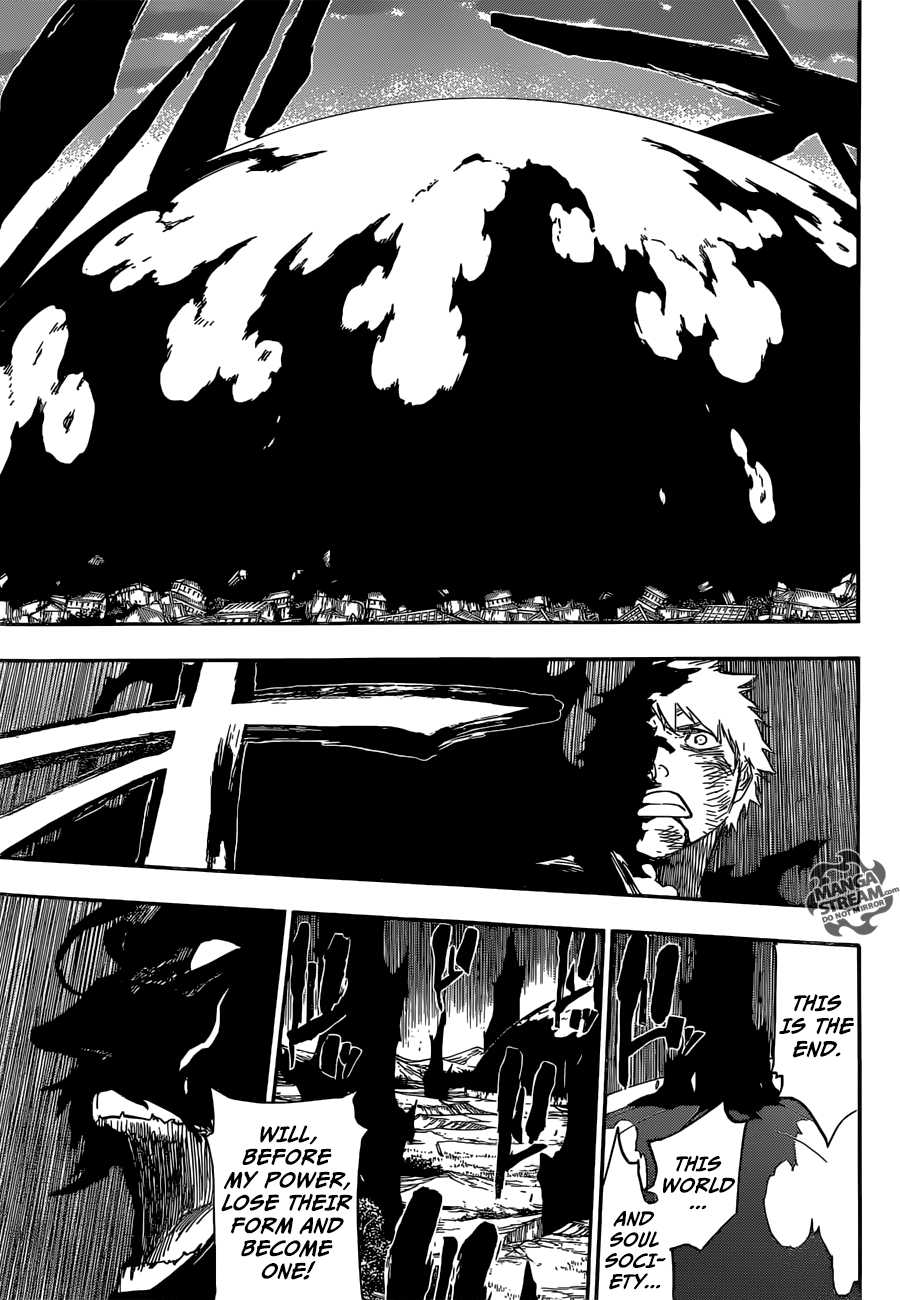 MANGA
STREAM.com
DO NOT MIRROR
THIS
IS THE
END.
THIS
WORLD
...
AND
SOUL
SOCI-
ETY...
WILL,
BEFORE
MY POWER,
LOSE THEIR
FORM AND
BECOME
ONE!